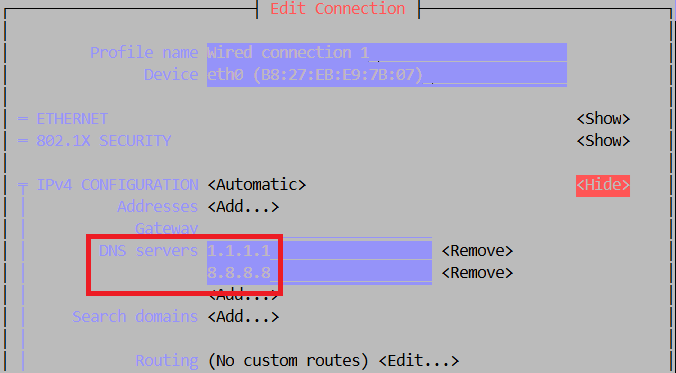 Edit Connection
Profile name Wired connection 1
Device eth0 (B8:27:EB:E9:7B:07)
= ETHERNET <Show>
= 802.1X SECURITY <Show>
IPv4 CONFIGURATION <Automatic> <Hide>
Addresses <Add...>
Gateway
DNS servers 1.1.1.1 <Remove>
8.8.8.8 <Remove>
<Add...>
Search domains <Add...>
Routing (No custom routes) <Edit...>